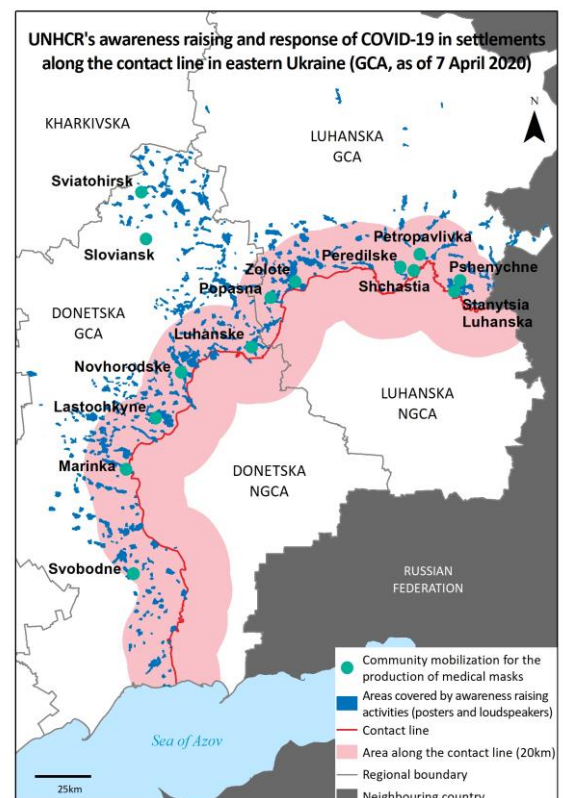 UNHCR's awareness raising and response of COVID-19 in settlements
along the contact line in eastern Ukraine (GCA, as of 7 April 2020)
N
KHARKIVSKA
LUHANSKA
GCA
Sviatohirsk
Sloviansk
Petropavlivka
Peredilske
Zolote
Pshenychne
Popasna
Shchastia
Stanytsia
Luhanska
DONETSKA
GCA
Luhanske
Novhorodske
LUHANSKA
NGCA
Lastochkyne
Marinka
DONETSKA
NGCA
Svobodne
RUSSIAN
FEDERATION
Sea of Azov
25km
Community mobilization for the
production of medical masks
Areas covered by awareness raising
activities (posters and loudspeakers)
Contact line
Area along the contact line (20km)
Regional boundary
Neighbouring country